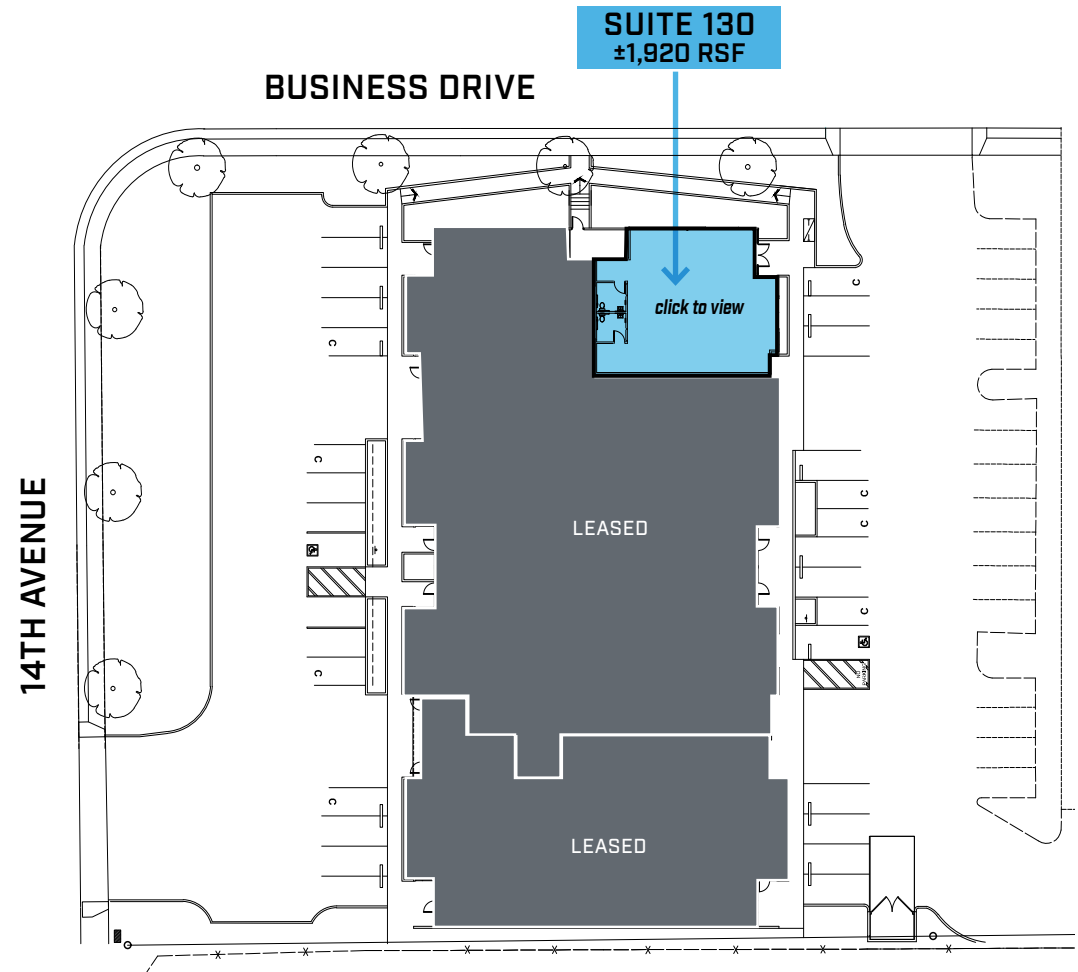 SUITE 130
±1,920 RSF
BUSINESS DRIVE
C
click to view
C
C
C
C
14TH AVENUE
LEASED
C
C
C
C
LEASED